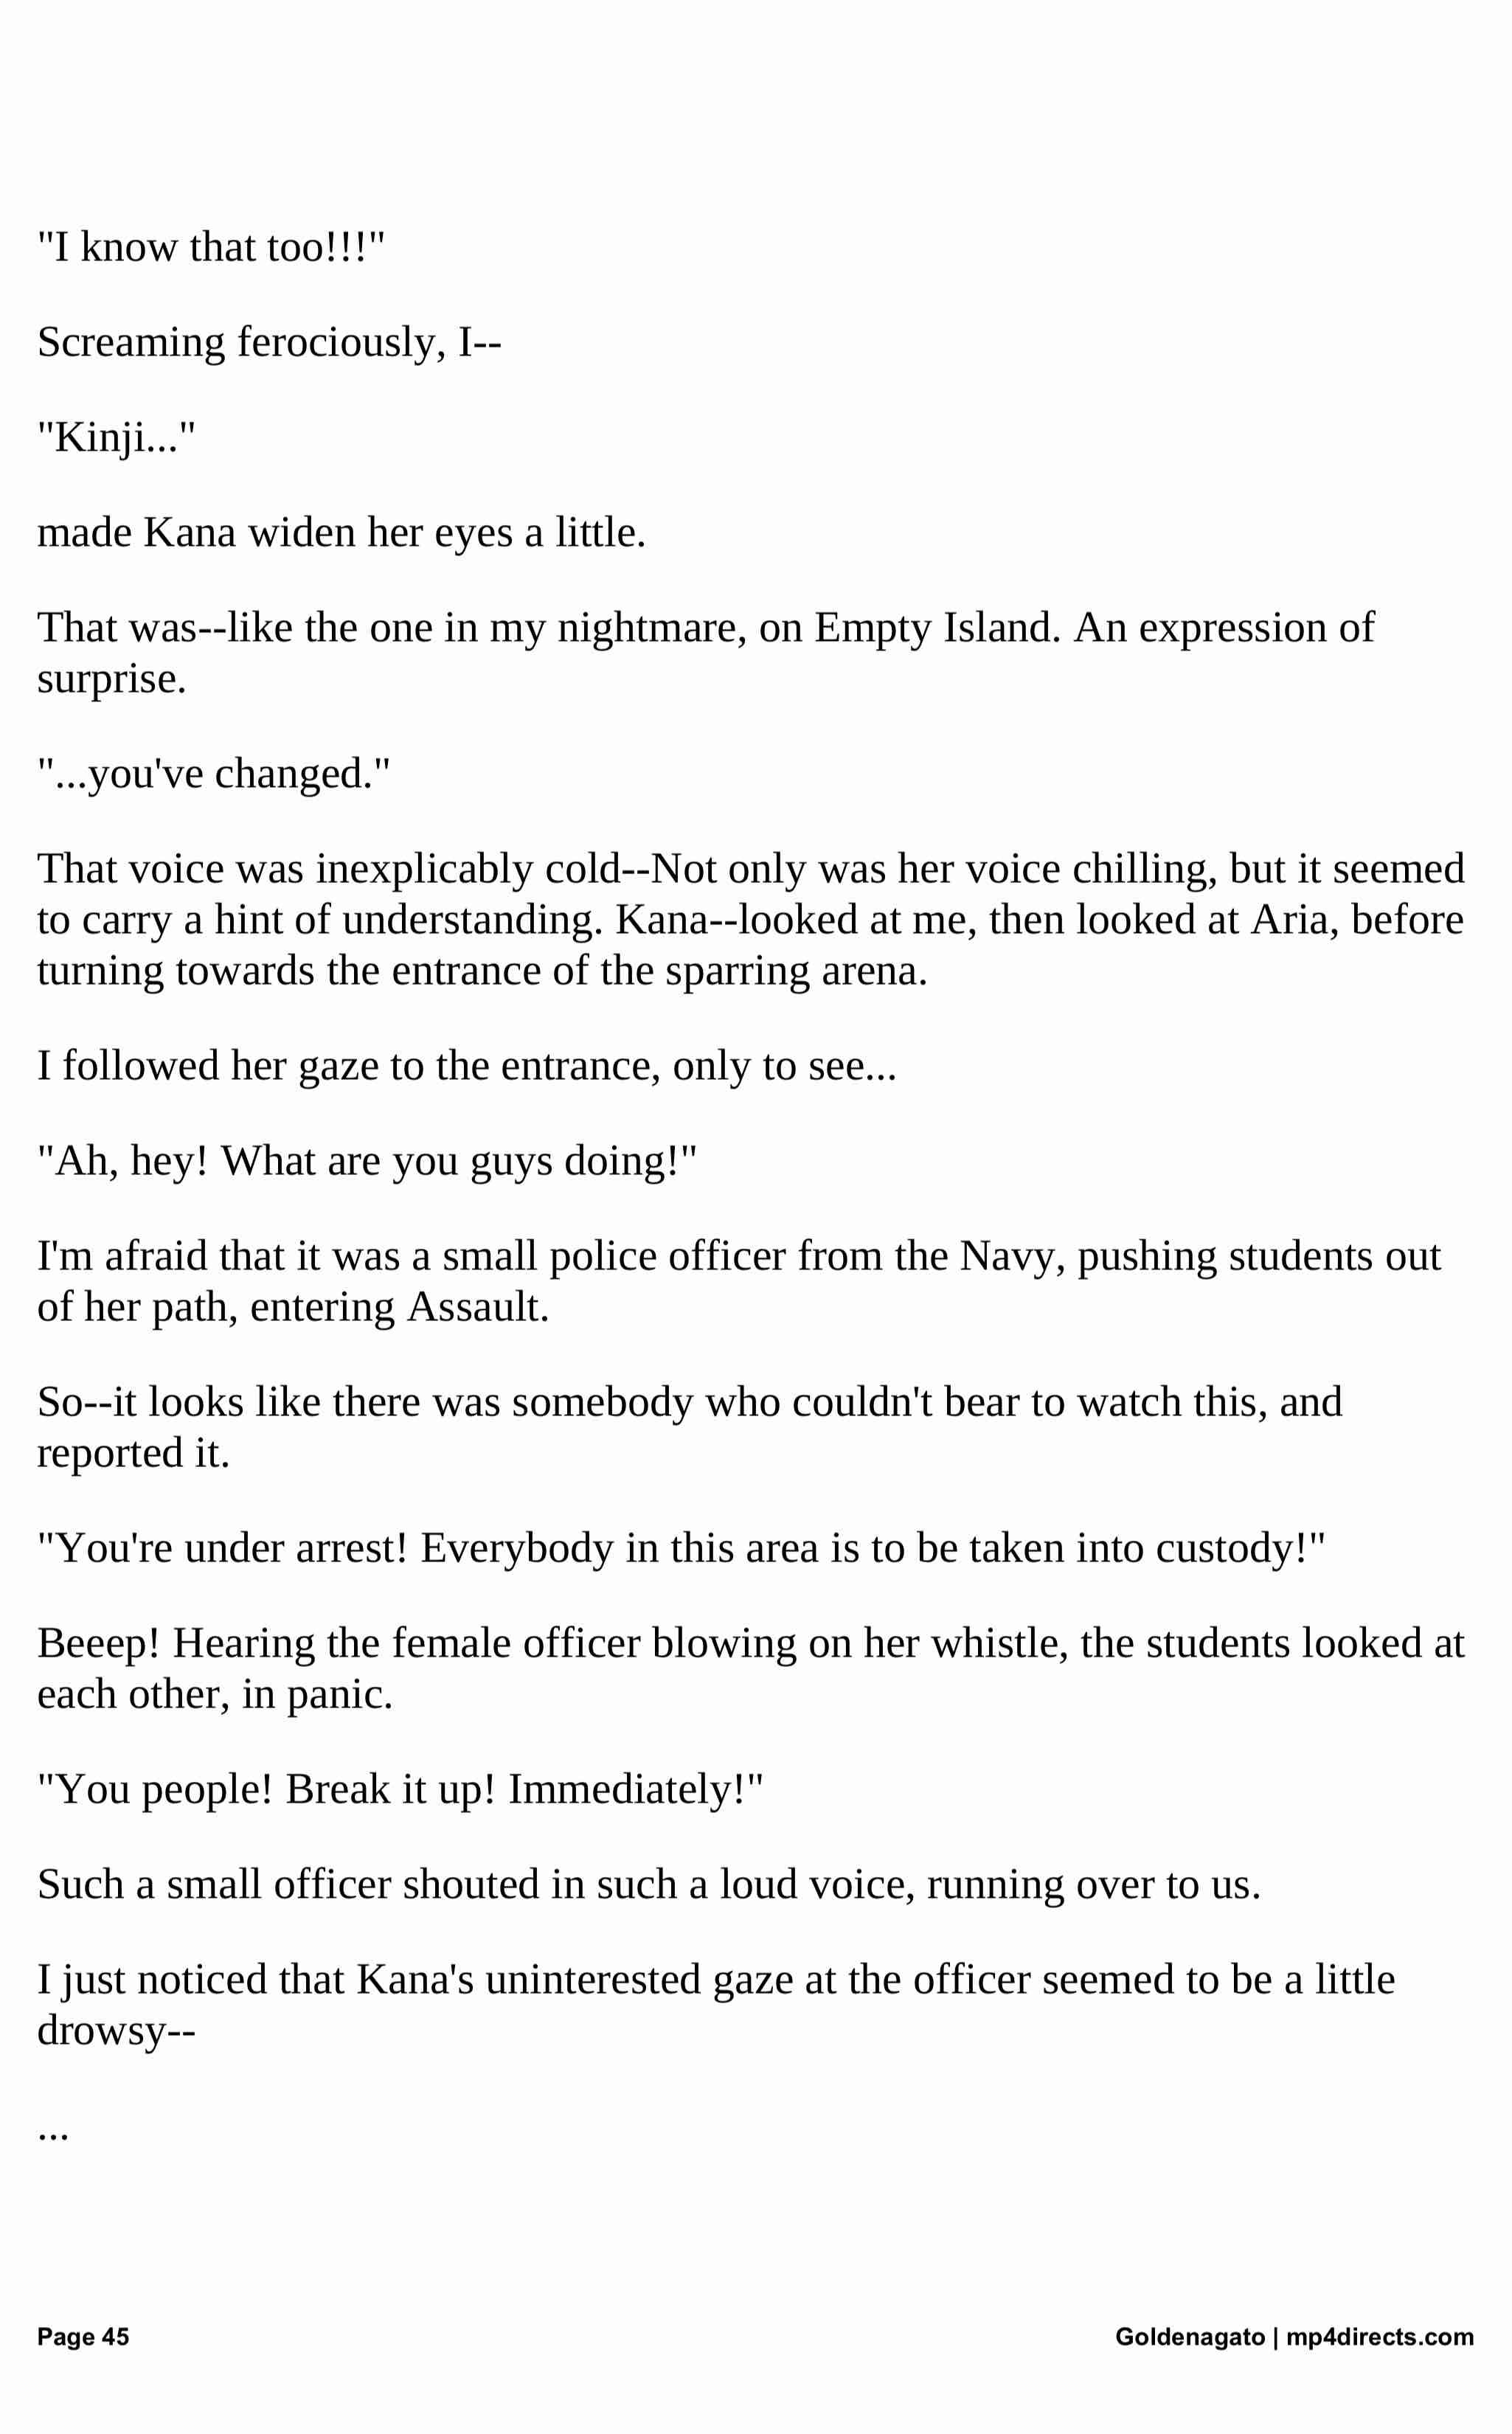 "I know that too!!!"
Screaming ferociously, I--
"Kinji..."
made Kana widen her eyes a little.
That was--like the one in my nightmare, on Empty Island. An expression of
surprise.
"...you've changed."
That voice was inexplicably cold--Not only was her voice chilling, but it seemed
to carry a hint of understanding. Kana--looked at me, then looked at Aria, before
turning towards the entrance of the sparring arena.
I followed her gaze to the entrance, only to see...
"Ah, hey! What are you guys doing!"
I'm afraid that it was a small police officer from the Navy, pushing students out
of her path, entering Assault.
So--it looks like there was somebody who couldn't bear to watch this, and
reported it.
"You're under arrest! Everybody in this area is to be taken into custody!"
Beeep! Hearing the female officer blowing on her whistle, the students looked at
each other, in panic.
"You people! Break it up! Immediately!"
Such a small officer shouted in such a loud voice, running over to us.
I just noticed that Kana's uninterested gaze at the officer seemed to be a little
drowsy--
...
Page 45
Goldenagato | mp4directs.com